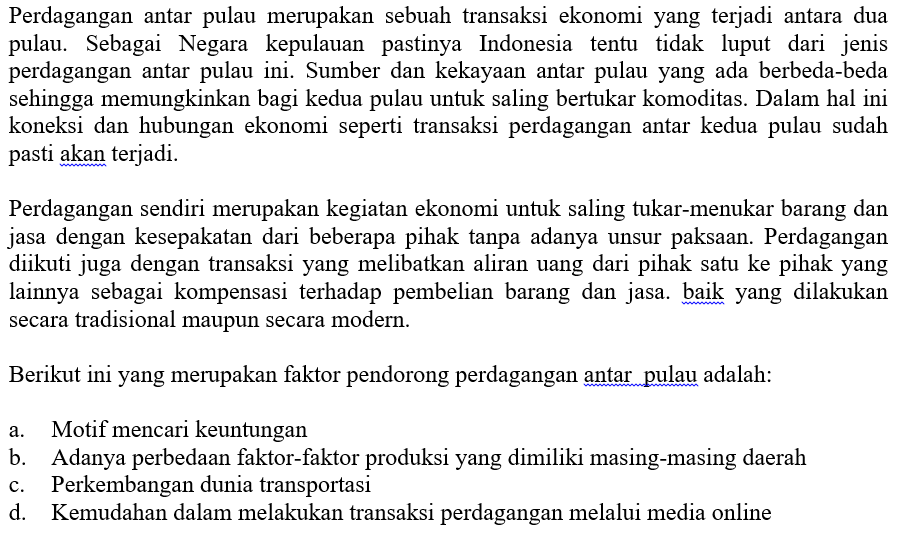 Perdagangan antar pulau merupakan sebuah transaksi ekonomi yang terjadi antara dua
pulau. Sebagai Negara kepulauan pastinya Indonesia tentu tidak luput dari jenis
perdagangan antar pulau ini. Sumber dan kekayaan antar pulau yang ada berbeda-beda
sehingga memungkinkan bagi kedua pulau untuk saling bertukar komoditas. Dalam hal ini
koneksi dan hubungan ekonomi seperti transaksi perdagangan antar kedua pulau sudah
pasti akan terjadi.
Perdagangan sendiri merupakan kegiatan ekonomi untuk saling tukar-menukar barang dan
jasa dengan kesepakatan dari beberapa pihak tanpa adanya unsur paksaan. Perdagangan
diikuti juga dengan transaksi yang melibatkan aliran uang dari pihak satu ke pihak yang
lainnya sebagai kompensasi terhadap pembelian barang dan jasa. baik yang dilakukan
secara tradisional maupun secara modern.
Berikut ini yang merupakan faktor pendorong perdagangan antar pulau adalah:
a. Motif mencari keuntungan
b. Adanya perbedaan faktor-faktor produksi yang dimiliki masing-masing daerah
c. Perkembangan dunia transportasi
d. Kemudahan dalam melakukan transaksi perdagangan melalui media online